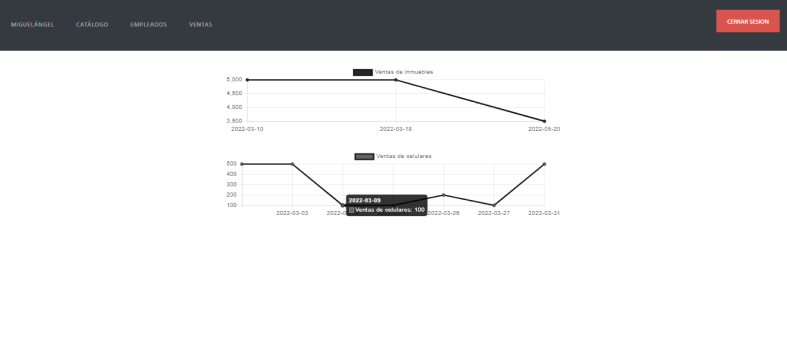 MIGUELÁNGEL CATÁLOGO EMPLEADOS VENTAS CERRAR SESION
Ventas de inmuebles
5,000
4,500
4,000
3,500
2022-03-10 2022-03-18 2022-05-20
Ventas de celulares
500
400
300
200
100
2022-03-09
Ventas de celulares: 100
2022-03-03 2022-0 2022-03-26 2022-03-27 2022-03-31